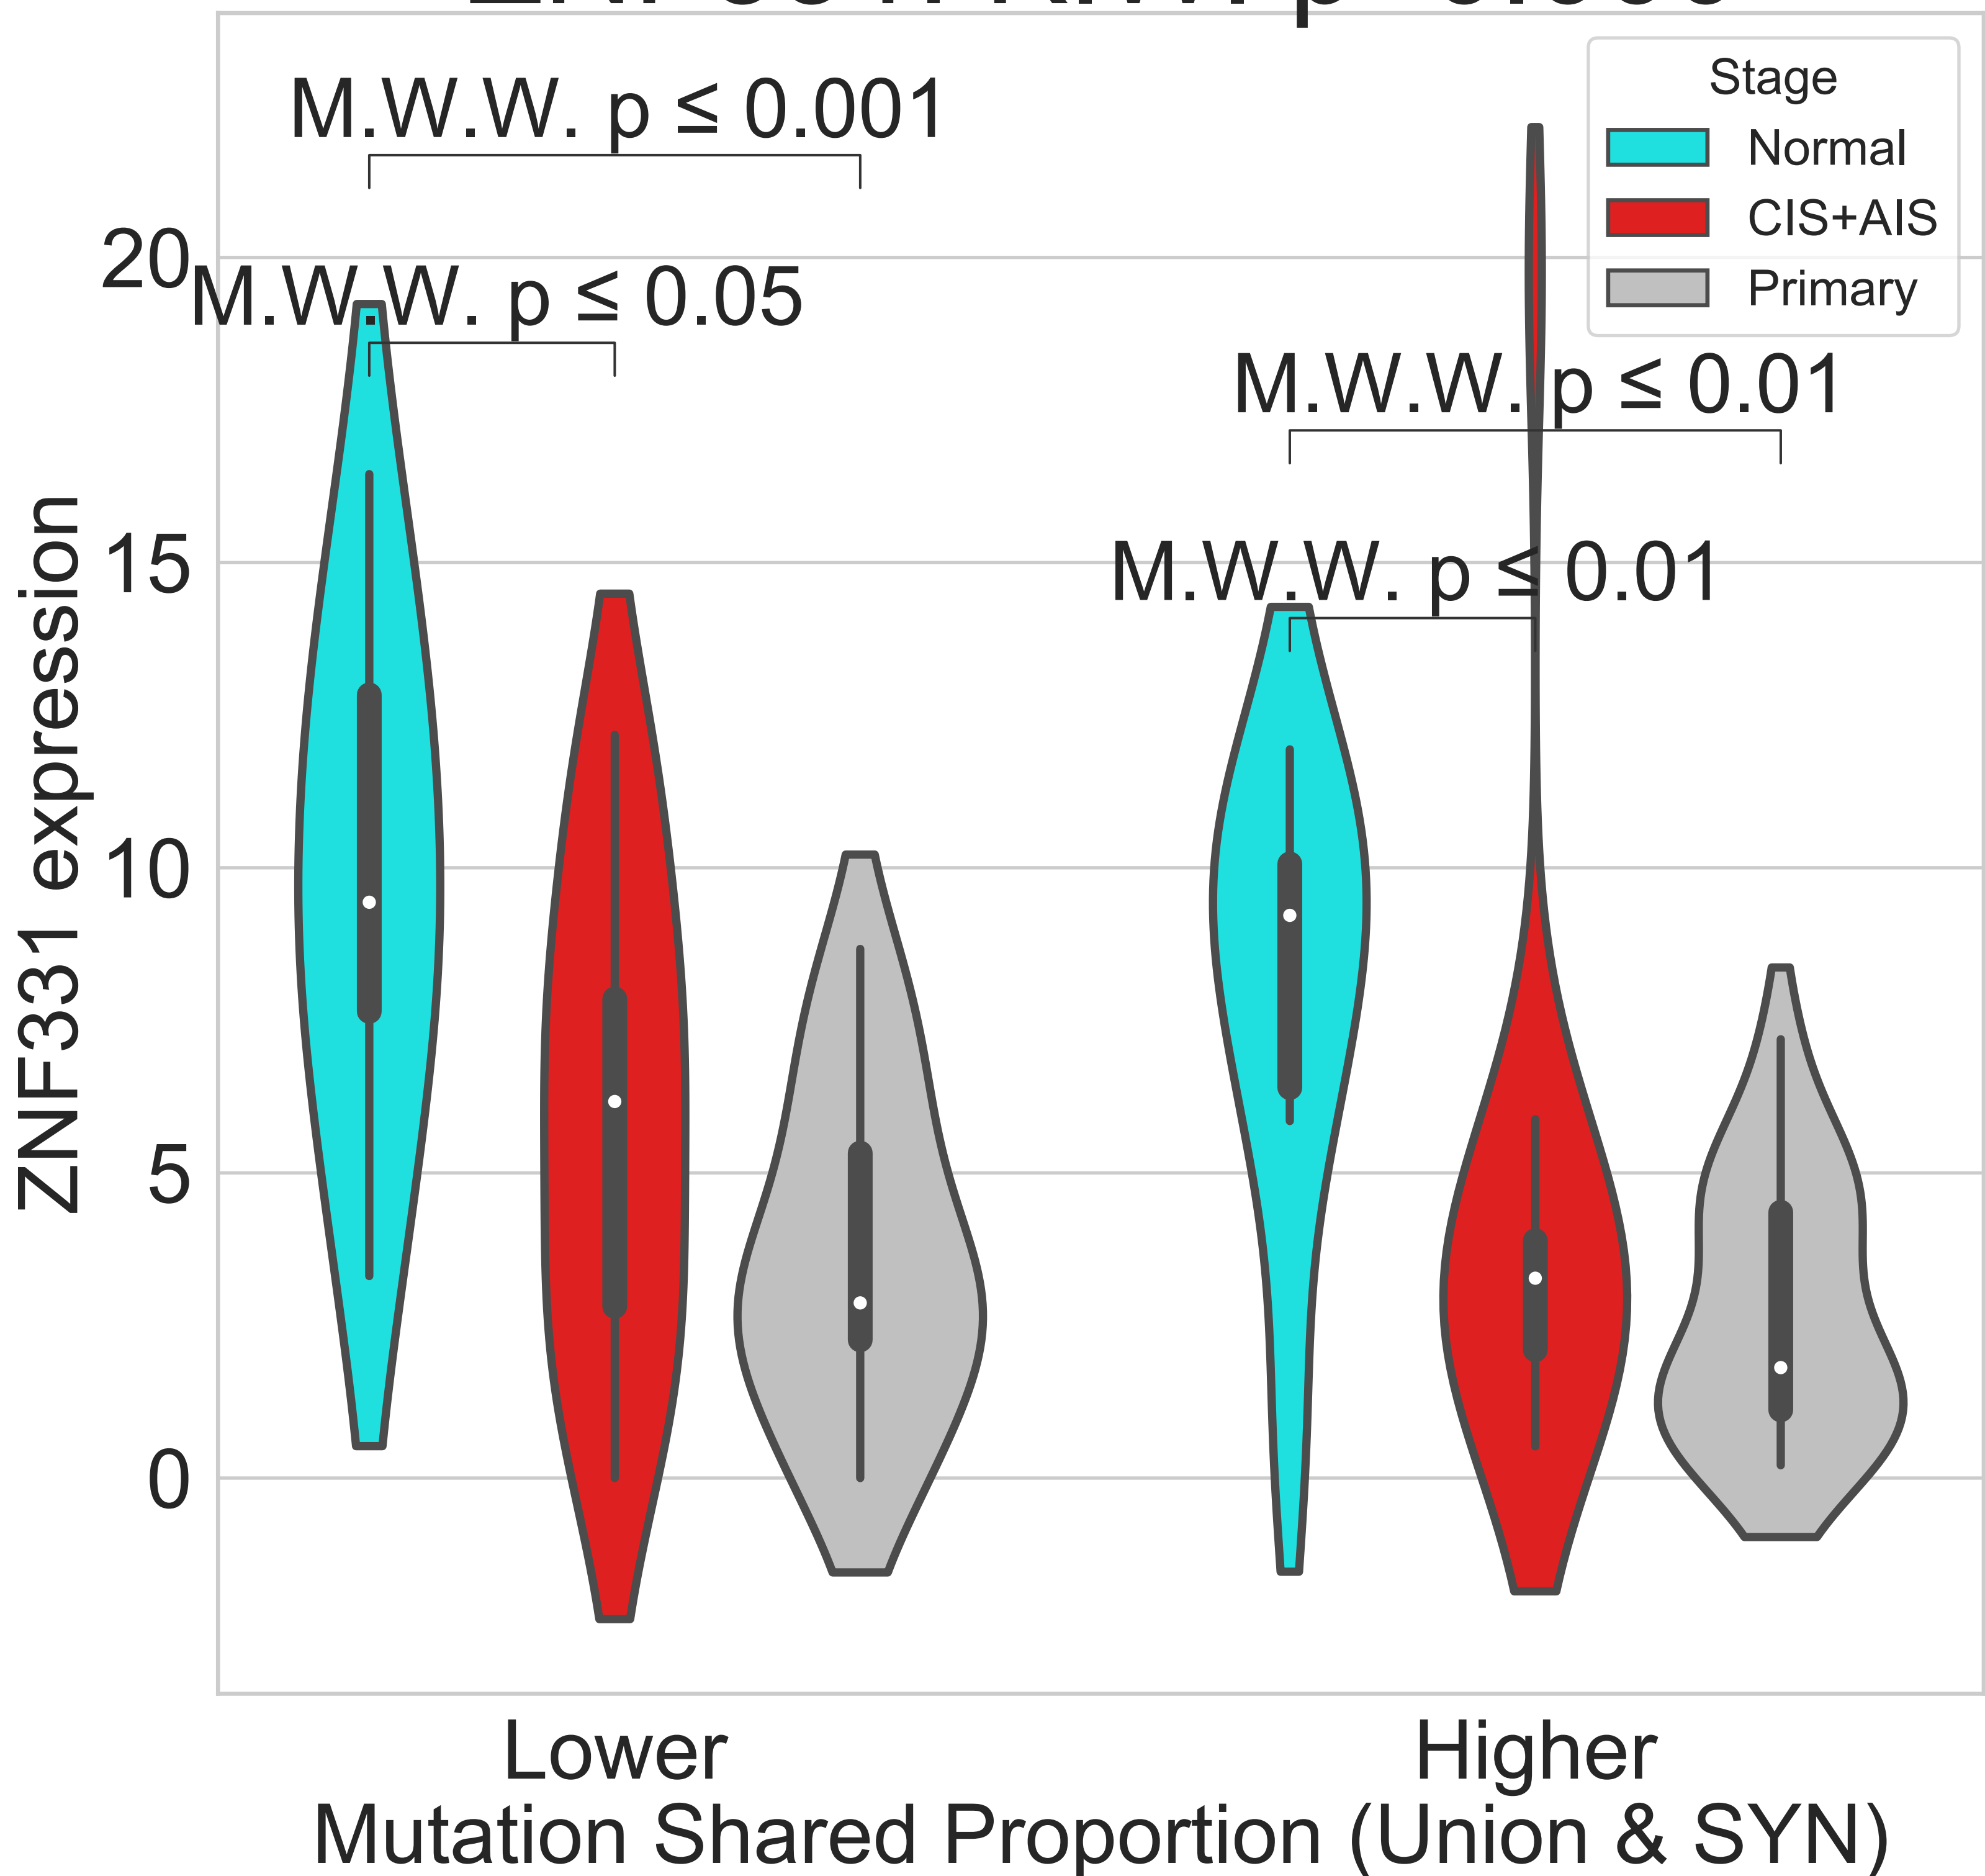 Stage
Normal
CIS+AIS
Primary
M.W.W. p ≤ 0.001
M.W.W. p ≤ 0.05
M.W.W. p ≤ 0.01
M.W.W. p ≤ 0.01
ZNF331 expression
20
15
10
5
0
Lower
Higher
Mutation Shared Proportion (Union & SYN)